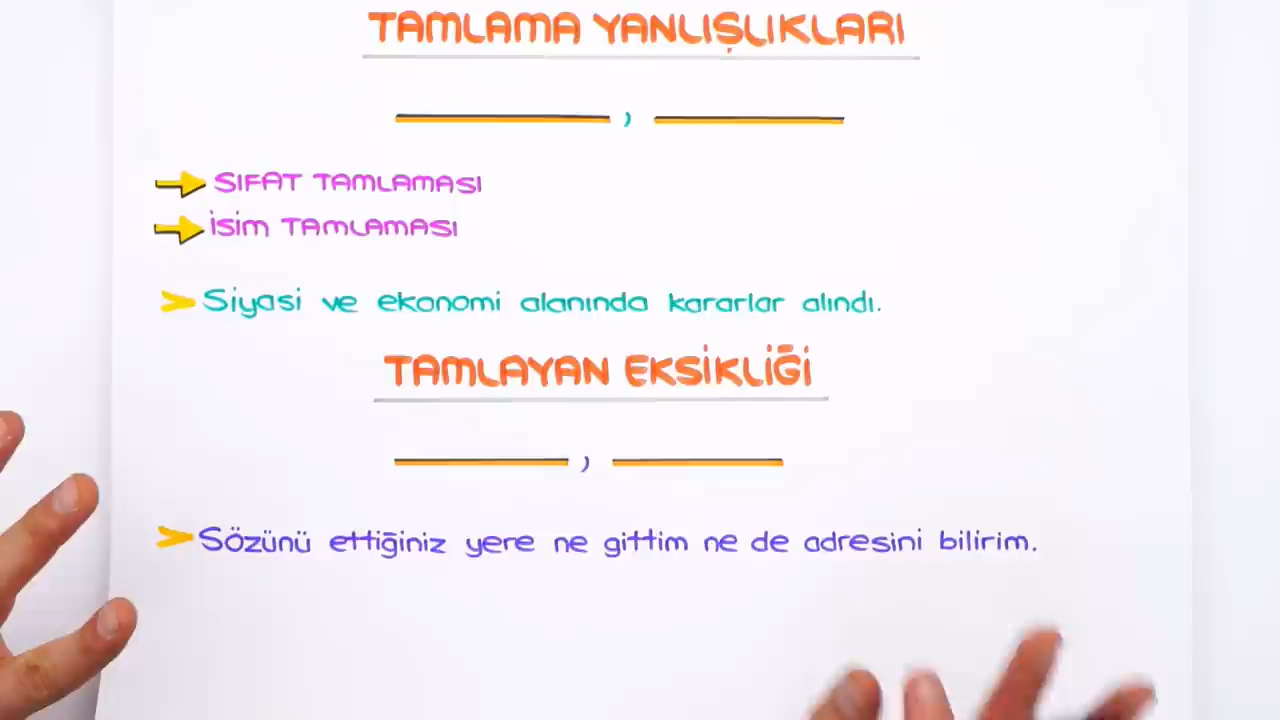 TAMLAMA YANLIŞLIKLARI
,
SIFAT TAMLAMASI
İSİM TAMLAMASI
Siyasi ve ekonomi alanında kararlar alındı.
TAMLAYAN EKSİKLİĞİ
,
Sözünü ettiğiniz yere ne gittim ne de adresini bilirim.